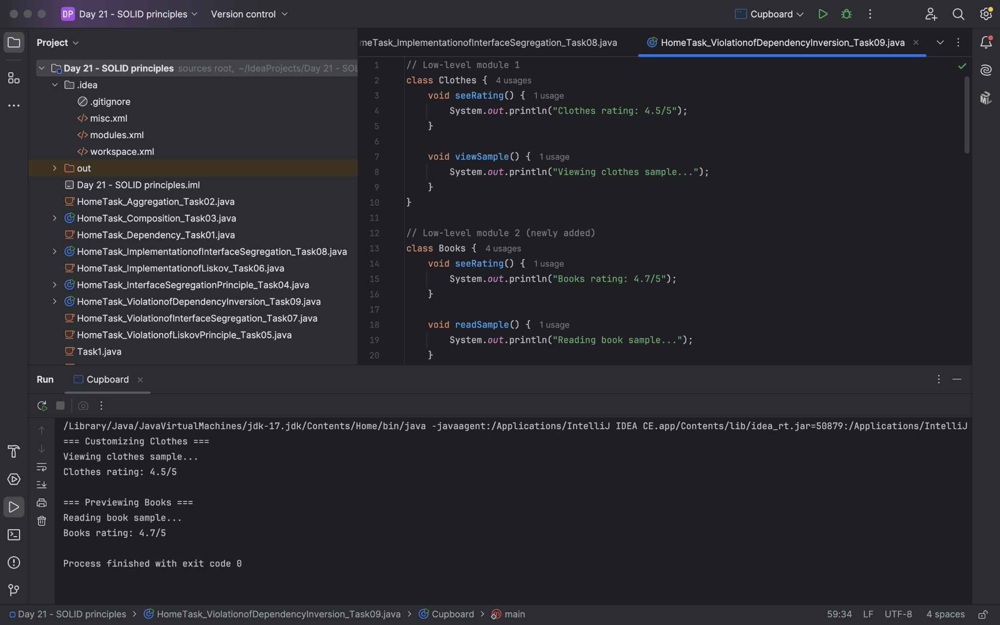 DP Day 21 - SOLID principles Version control Cupboard
Project
Day 21 - SOLID principles sources root, ~/IdeaProjects/Day 21 - SOL
.idea
.gitignore
misc.xml
modules.xml
workspace.xml
out
Day 21 - SOLID principles.iml
HomeTask_Aggregation_Task02.java
HomeTask_Composition_Task03.java
HomeTask_Dependency_Task01.java
HomeTask_ImplementationofInterfaceSegregation_Task08.java
HomeTask_ImplementationofLiskov_Task06.java
HomeTask_InterfaceSegregationPrinciple_Task04.java
HomeTask_ViolationofDependencyInversion_Task09.java
HomeTask_ViolationofInterfaceSegregation_Task07.java
HomeTask_ViolationofLiskovPrinciple_Task05.java
Task1.java
meTask_ImplementationofInterfaceSegregation_Task08.java HomeTask_ViolationofDependencyInversion_Task09.java
1 // Low-level module 1
2 class Clothes { 4 usages
3 void seeRating() { 1 usage
4 System.out.println("Clothes rating: 4.5/5");
5 }
6
7 void viewSample() { 1 usage
8 System.out.println("Viewing clothes sample...");
9 }
10 }
11
12 // Low-level module 2 (newly added)
13 class Books { 4 usages
14 void seeRating() { 1 usage
15 System.out.println("Books rating: 4.7/5");
16 }
17
18 void readSample() { 1 usage
19 System.out.println("Reading book sample...");
20 }
Run Cupboard
/Library/Java/JavaVirtualMachines/jdk-17.jdk/Contents/Home/bin/java -javaagent:/Applications/IntelliJ IDEA CE.app/Contents/lib/idea_rt.jar=50879:/Applications/IntelliJ
=== Customizing Clothes ===
Viewing clothes sample...
Clothes rating: 4.5/5
=== Previewing Books ===
Reading book sample...
Books rating: 4.7/5
Process finished with exit code 0
Day 21 - SOLID principles > HomeTask_ViolationofDependencyInversion_Task09.java > Cupboard > main 59:34 LF UTF-8 4 spaces